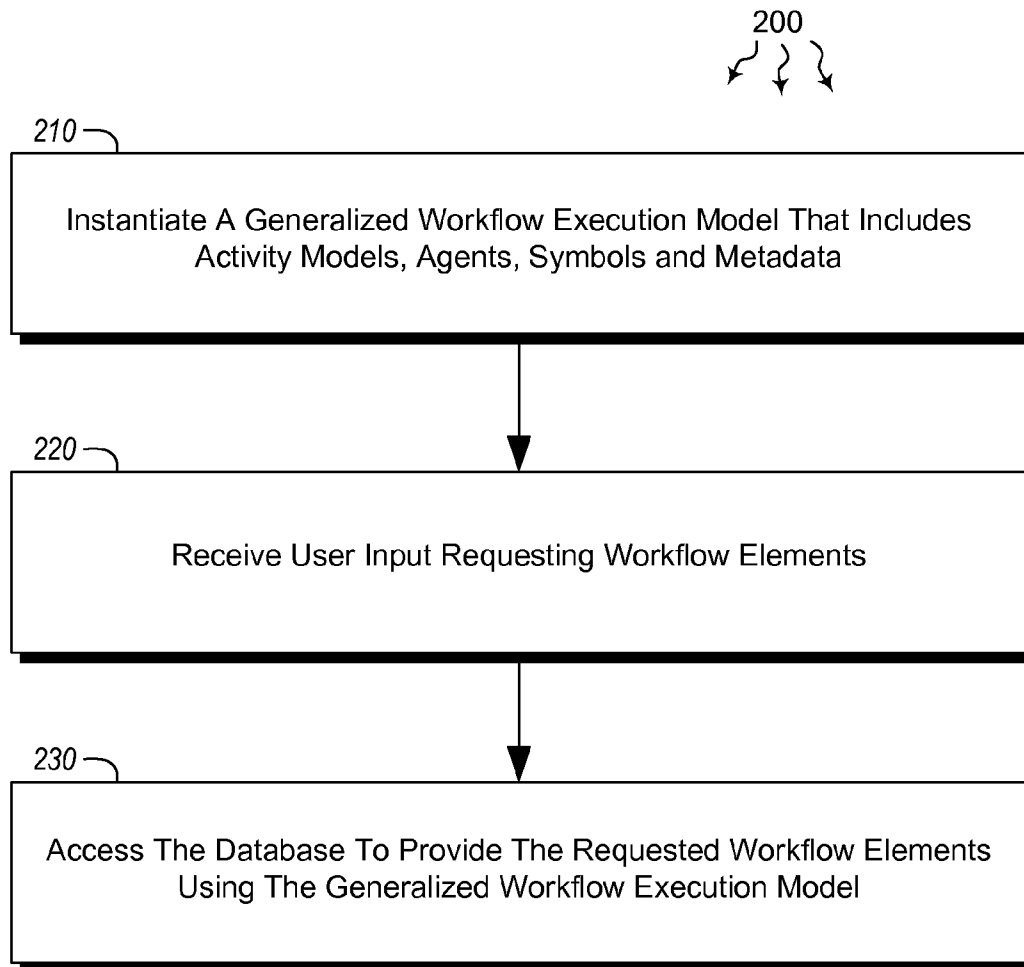 200
210
Instantiate A Generalized Workflow Execution Model That Includes
Activity Models, Agents, Symbols and Metadata
220
Receive User Input Requesting Workflow Elements
230
Access The Database To Provide The Requested Workflow Elements
Using The Generalized Workflow Execution Model